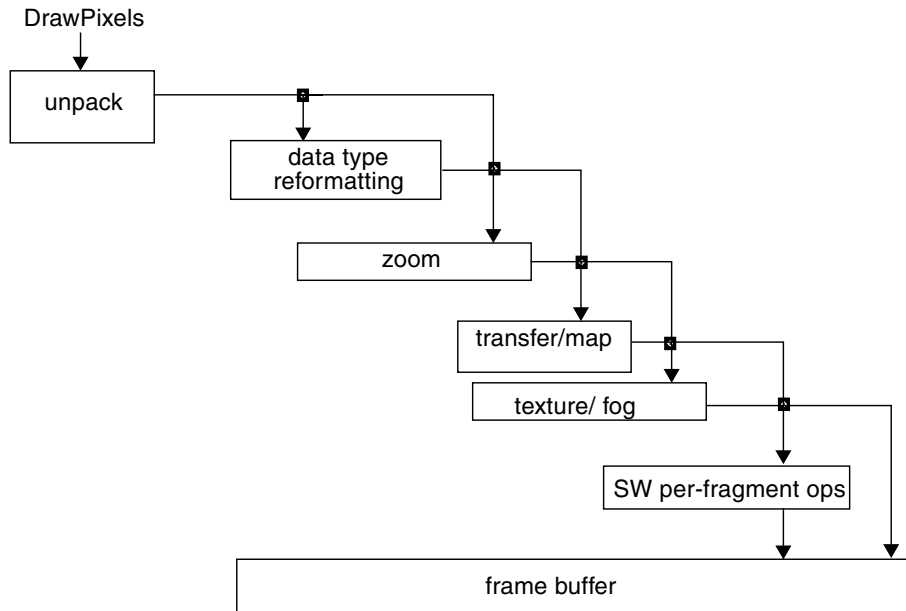 DrawPixels
unpack
data type
reformatting
zoom
transfer/map
texture/ fog
SW per-fragment ops
frame buffer